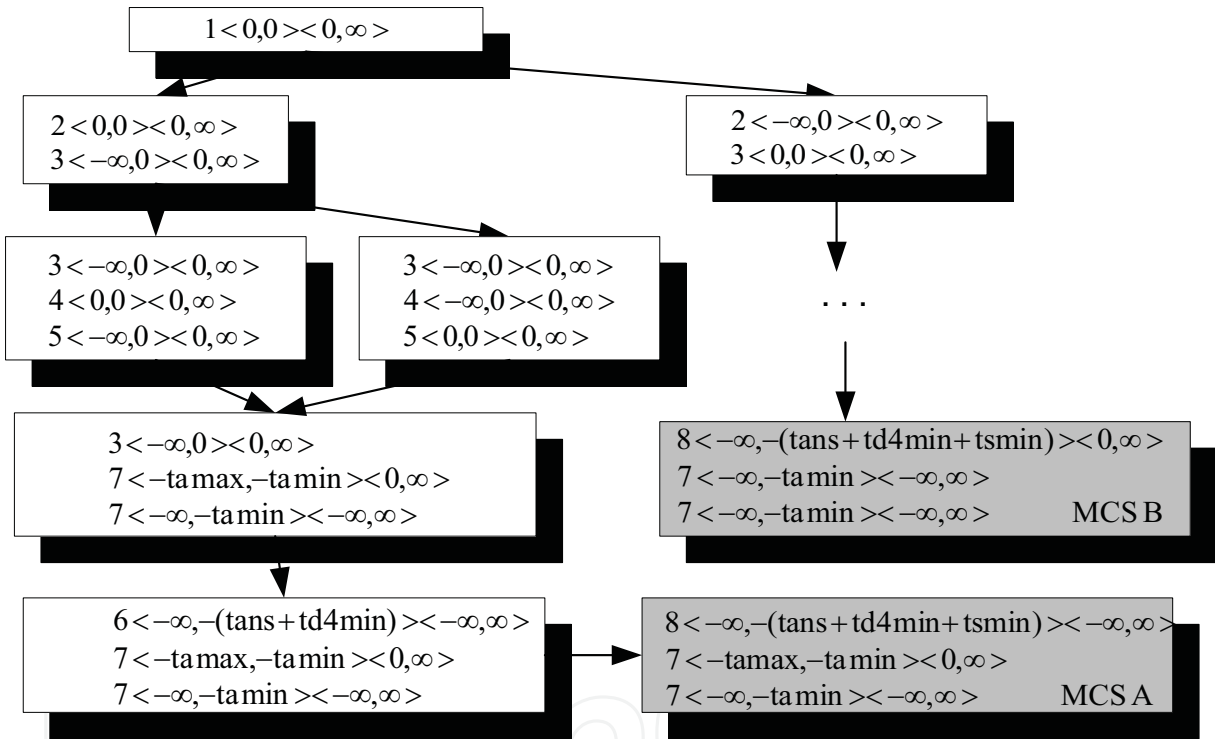 1<0,0><0,∞>
2<0,0><0,∞>
3<−∞,0><0,∞>
2<−∞,0><0,∞>
3<0,0><0,∞>
3<−∞,0><0,∞>
4<0,0><0,∞>
5<−∞,0><0,∞>
3<−∞,0><0,∞>
4<−∞,0><0,∞>
5<0,0><0,∞>
. . .
3<−∞,0><0,∞>
7<−tamax,−tamin><0,∞>
7<−∞,−tamin><−∞,∞>
8<−∞,−(tans+td4min+tsmin)><0,∞>
7<−∞,−tamin><−∞,∞>
7<−∞,−tamin><−∞,∞> MCS B
6<−∞,−(tans+td4min)><−∞,∞>
7<−tamax,−tamin><0,∞>
7<−∞,−tamin><−∞,∞>
8<−∞,−(tans+td4min+tsmin)><−∞,∞>
7<−tamax,−tamin><0,∞>
7<−∞,−tamin><−∞,∞> MCS A